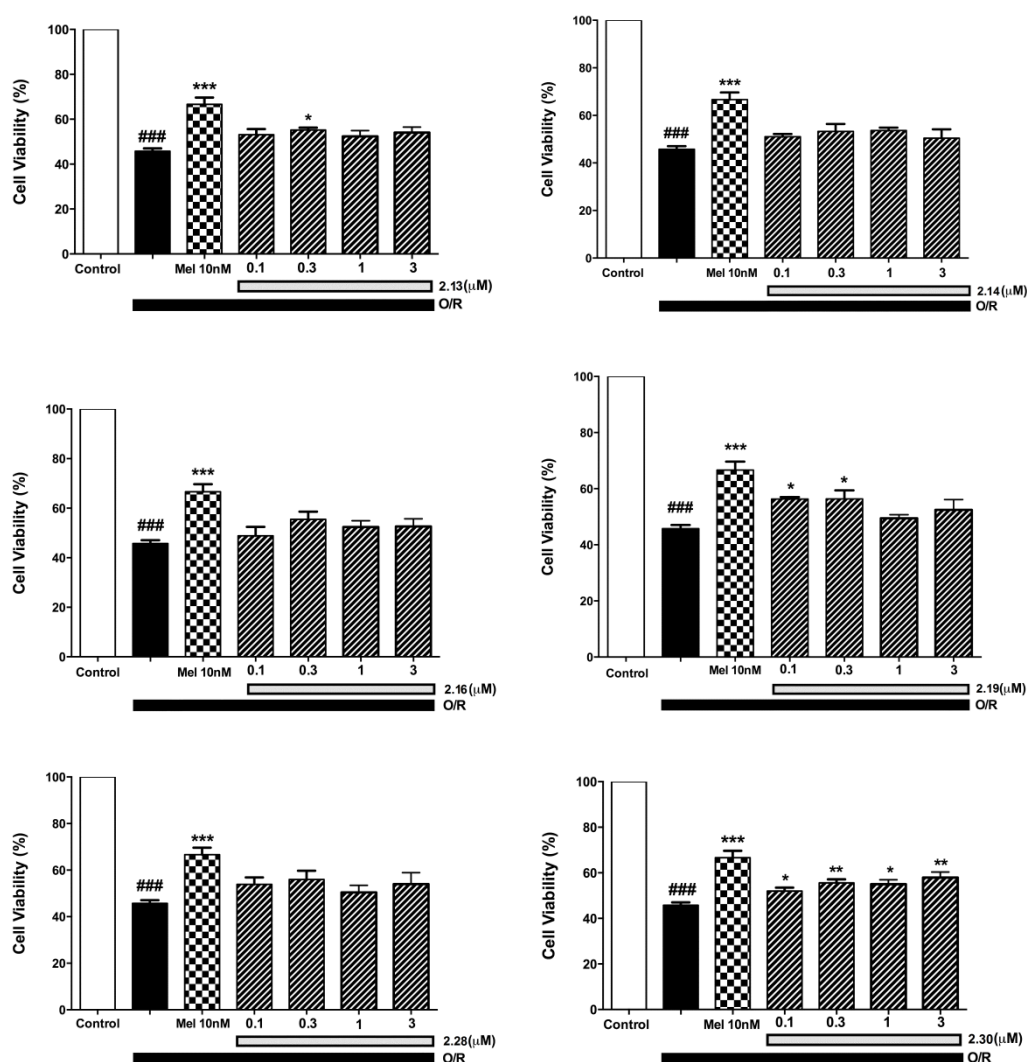 Cell Viability (%)
100
80
60
40
20
0
###
***
*
Control
Mel 10nM
0.1
0.3
1
3
2.13(μM)
O/R
Cell Viability (%)
100
80
60
40
20
0
###
***
Control
Mel 10nM
0.1
0.3
1
3
2.14(μM)
O/R
Cell Viability (%)
100
80
60
40
20
0
###
***
Control
Mel 10nM
0.1
0.3
1
3
2.16(μM)
O/R
Cell Viability (%)
100
80
60
40
20
0
###
***
*
*
Control
Mel 10nM
0.1
0.3
1
3
2.19(μM)
O/R
Cell Viability (%)
100
80
60
40
20
0
###
***
Control
Mel 10nM
0.1
0.3
1
3
2.28(μM)
O/R
Cell Viability (%)
100
80
60
40
20
0
###
***
*
**
*
**
Control
Mel 10nM
0.1
0.3
1
3
2.30(μM)
O/R